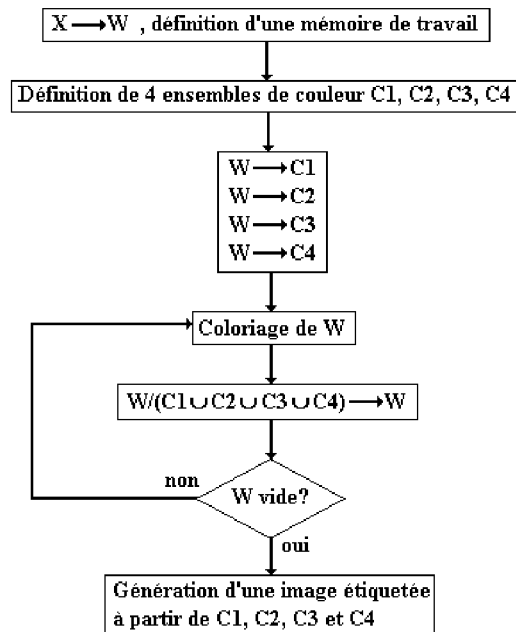 X → W , définition d'une mémoire de travail
Définition de 4 ensembles de couleur C1, C2, C3, C4
W → C1
W → C2
W → C3
W → C4
Coloriage de W
W/(C1 ∪ C2 ∪ C3 ∪ C4) → W
non
W vide?
oui
Génération d'une image étiquetée
à partir de C1, C2, C3 et C4